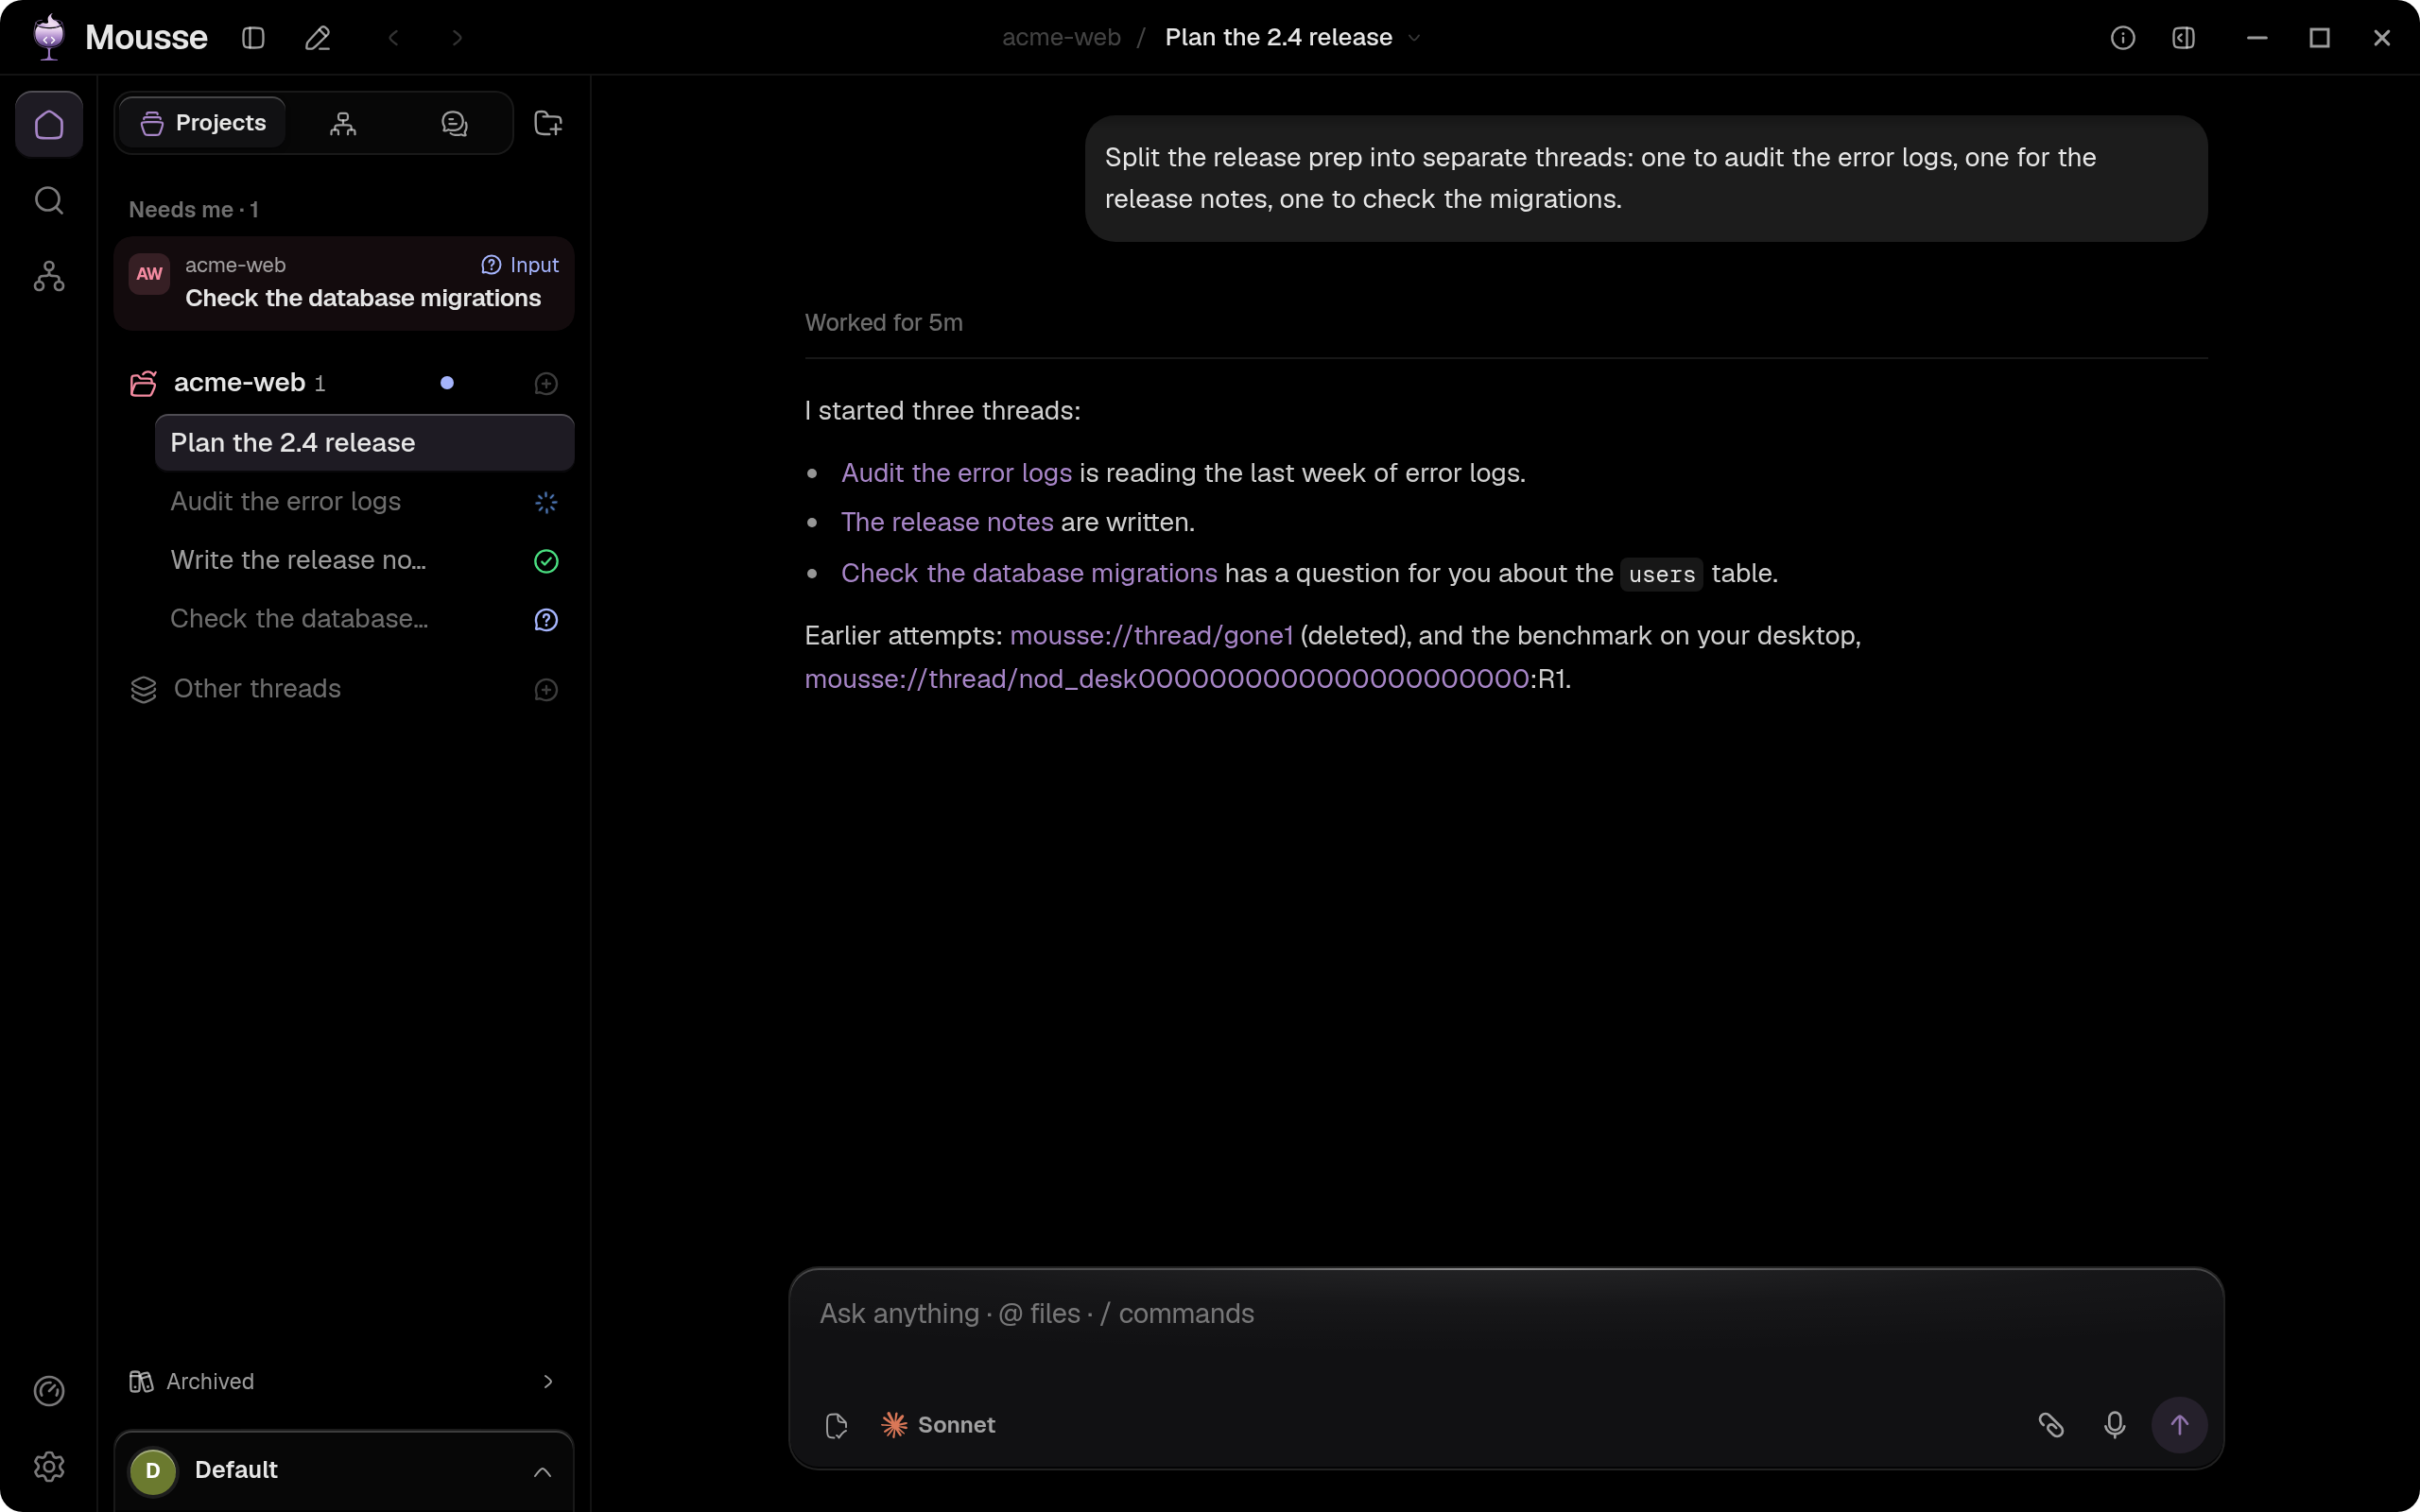 Mousse
acme-web / Plan the 2.4 release
Projects
Needs me · 1
AW
acme-web
Input
Check the database migrations
acme-web 1
Plan the 2.4 release
Audit the error logs
Write the release no…
Check the database…
Other threads
Archived
D
Default
Split the release prep into separate threads: one to audit the error logs, one for the
release notes, one to check the migrations.
Worked for 5m
I started three threads:
• Audit the error logs is reading the last week of error logs.
• The release notes are written.
• Check the database migrations has a question for you about the users table.
Earlier attempts: mousse://thread/gone1 (deleted), and the benchmark on your desktop,
mousse://thread/nod_desk0000000000000000000000:R1.
Ask anything · @ files · / commands
Sonnet